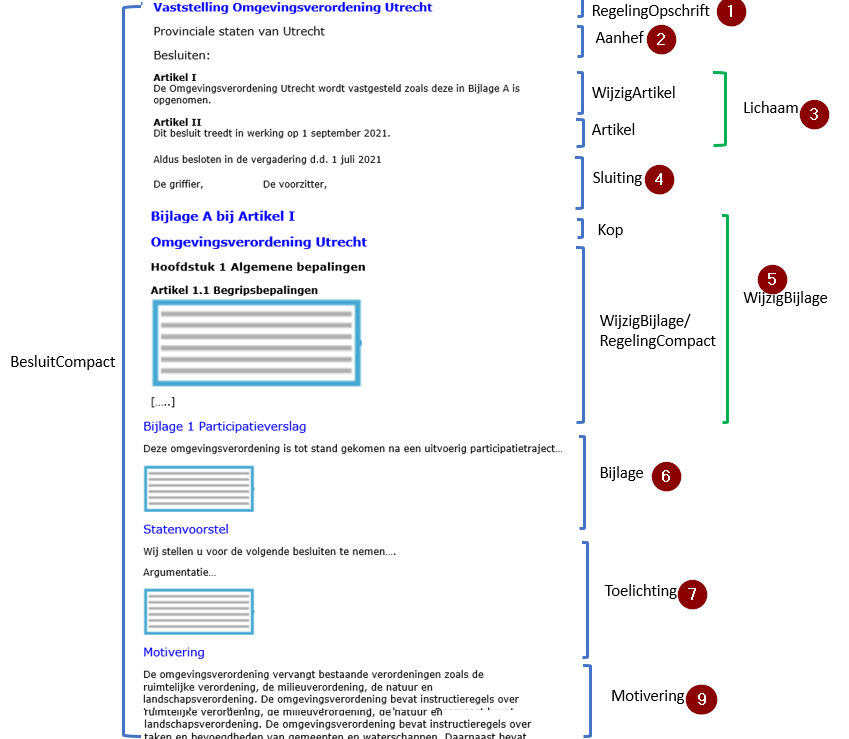 Vaststelling Omgevingsverordening Utrecht
RegelingOpschrift 1
Provinciale staten van Utrecht
Aanhef 2
Besluiten:
Artikel I
De Omgevingsverordening Utrecht wordt vastgesteld zoals deze in Bijlage A is
opgenomen.
WijzigArtikel
Lichaam 3
Artikel II
Dit besluit treedt in werking op 1 september 2021.
Artikel
Aldus besloten in de vergadering d.d. 1 juli 2021
De griffier, De voorzitter,
Sluiting 4
Bijlage A bij Artikel I
Kop
Omgevingsverordening Utrecht
Hoofdstuk 1 Algemene bepalingen
5
WijzigBijlage
Artikel 1.1 Begripsbepalingen
WijzigBijlage/
RegelingCompact
BesluitCompact
[.....]
Bijlage 1 Participatieverslag
Deze omgevingsverordening is tot stand gekomen na een uitvoerig participatietraject...
Bijlage 6
Statenvoorstel
Wij stellen u voor de volgende besluiten te nemen....
Argumentatie...
Toelichting 7
Motivering
De omgevingsverordening vervangt bestaande verordeningen zoals de
ruimtelijke verordening, de milieuverordening, de natuur en
landschapsverordening. De omgevingsverordening bevat instructieregels over
Motivering 9
ruimtelijke verordening, de milieuverordening, de natuur en
landschapsverordening. De omgevingsverordening bevat instructieregels over
taken en bevoegdheden van gemeenten en waterschappen. Daarnaast bevat